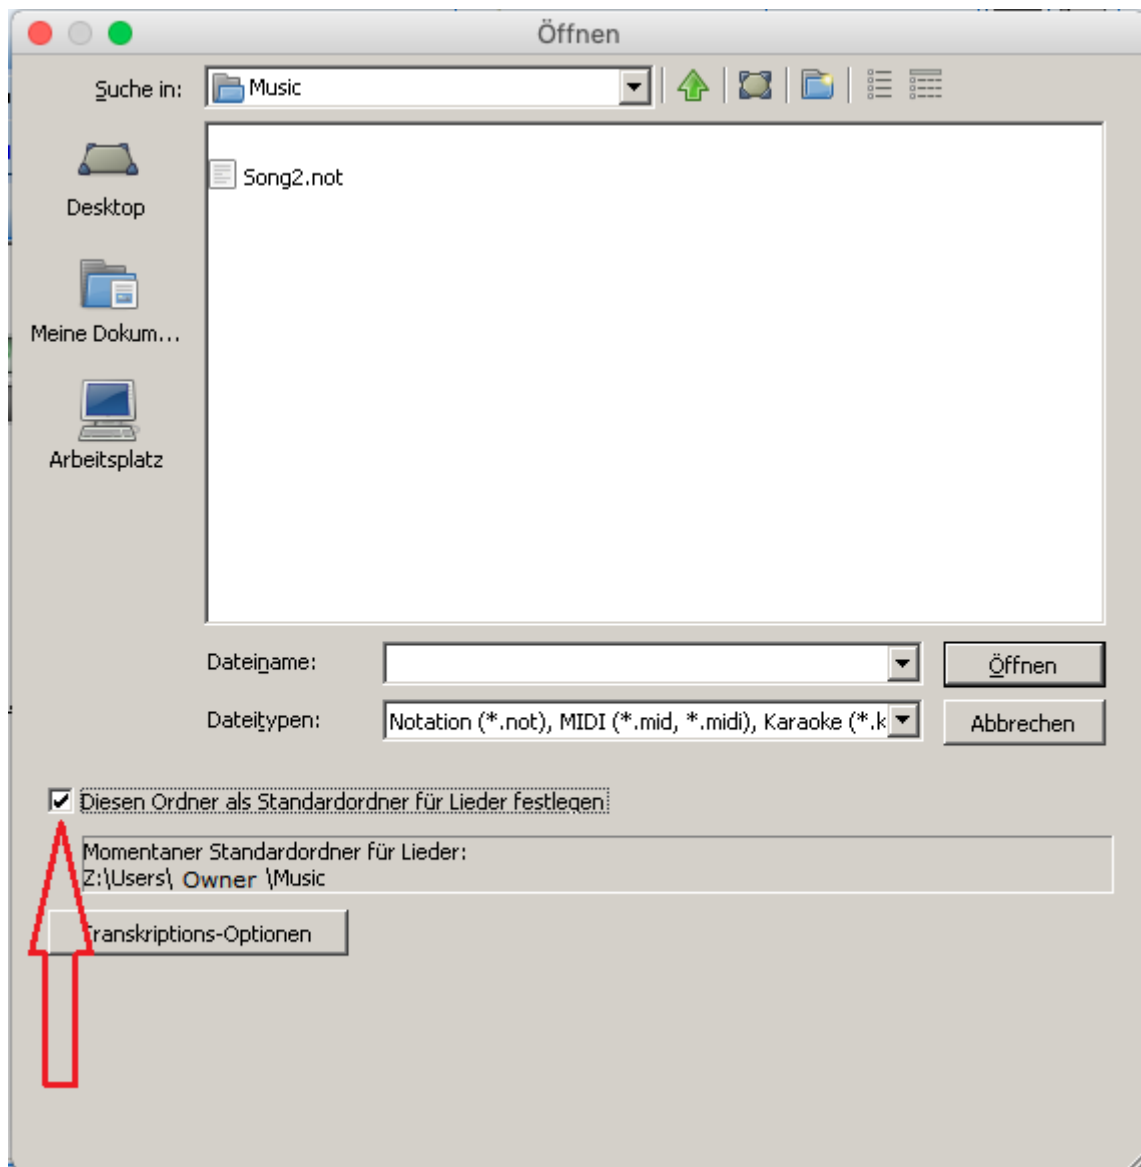 Öffnen
Suche in:
Music
Song2.not
Desktop
Meine Dokum...
Arbeitsplatz
Dateiname:
Öffnen
Dateitypen:
Notation (*.not), MIDI (*.mid, *.midi), Karaoke (*.k
Abbrechen
Diesen Ordner als Standardordner für Lieder festlegen
Momentaner Standardordner für Lieder:
Z:\Users\ Owner \Music
Transkriptions-Optionen